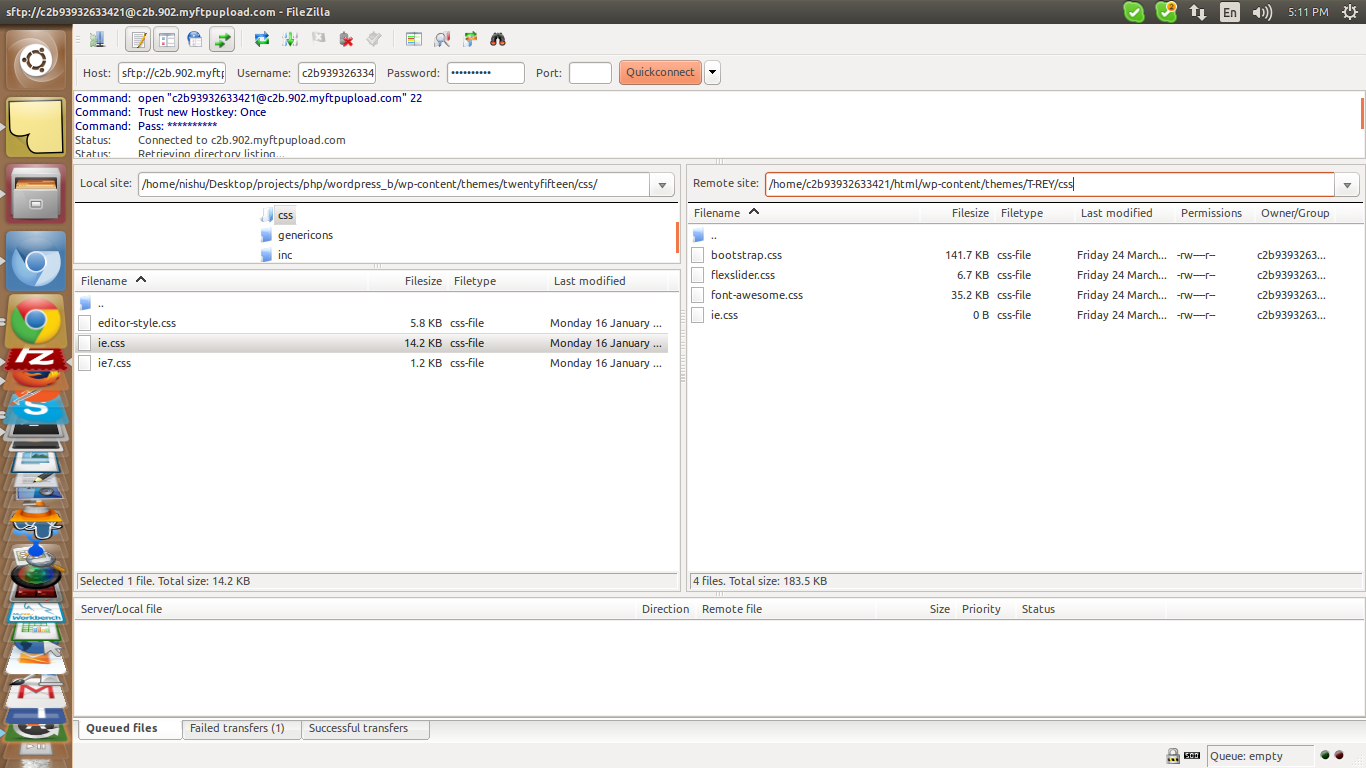 sftp://c2b93932633421@c2b.902.myftpupload.com - FileZilla
2
En
5:11 PM
Host: sftp://c2b.902.myftp Username: c2b939326334 Password: •••••••••• Port: Quickconnect
Command: open "c2b93932633421@c2b.902.myftpupload.com" 22
Command: Trust new Hostkey: Once
Command: Pass: **********
Status: Connected to c2b.902.myftpupload.com
Status: Retrieving directory listing...
Local site: /home/nishu/Desktop/projects/php/wordpress_b/wp-content/themes/twentyfifteen/css/
css
genericons
inc
Filename Filesize Filetype Last modified
..
editor-style.css 5.8 KB css-file Monday 16 January ...
ie.css 14.2 KB css-file Monday 16 January ...
ie7.css 1.2 KB css-file Monday 16 January ...
Selected 1 file. Total size: 14.2 KB
Remote site: /home/c2b93932633421/html/wp-content/themes/T-REY/css
Filename Filesize Filetype Last modified Permissions Owner/Group
..
bootstrap.css 141.7 KB css-file Friday 24 March... -rw----r-- c2b9393263...
flexslider.css 6.7 KB css-file Friday 24 March... -rw----r-- c2b9393263...
font-awesome.css 35.2 KB css-file Friday 24 March... -rw----r-- c2b9393263...
ie.css 0 B css-file Friday 24 March... -rw----r-- c2b9393263...
4 files. Total size: 183.5 KB
Server/Local file Direction Remote file Size Priority Status
Queued files Failed transfers (1) Successful transfers
Queue: empty
Workbench